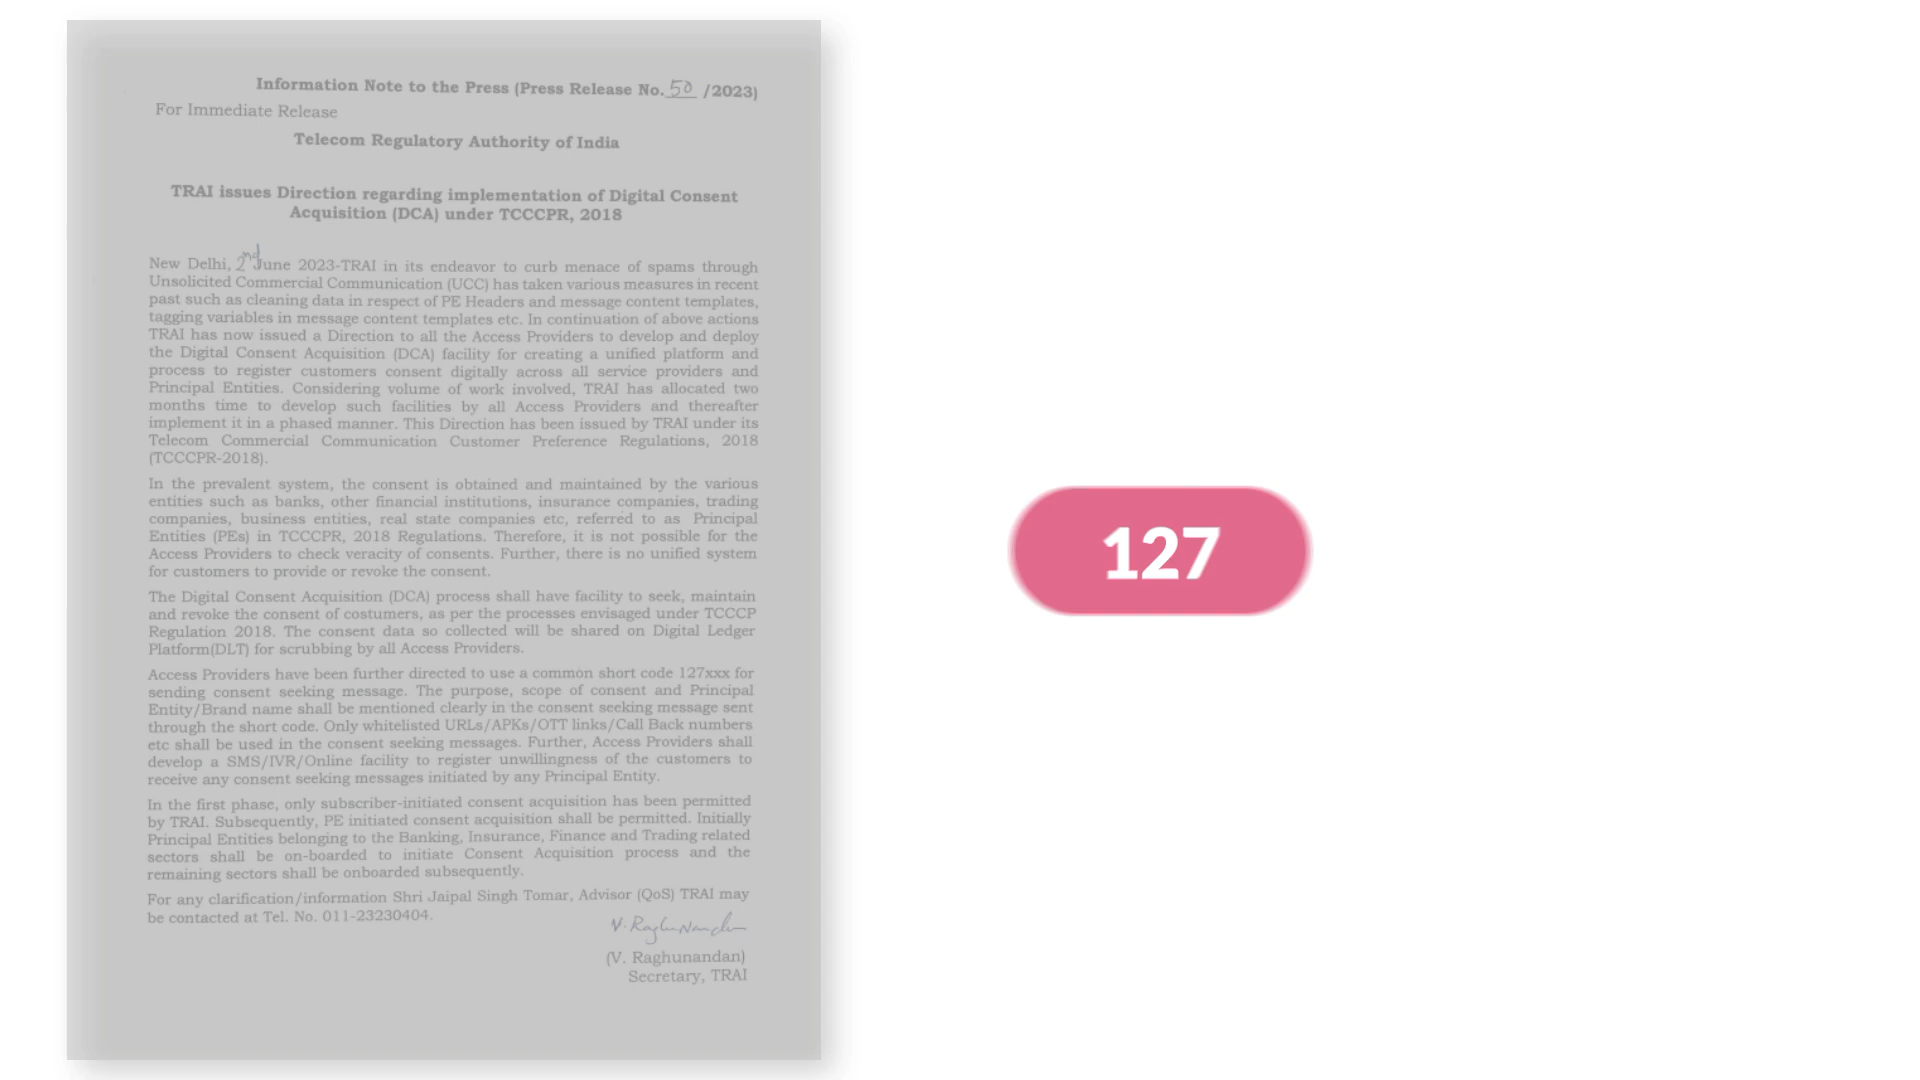 Information Note to the Press (Press Release No. 50 /2023)
For Immediate Release
Telecom Regulatory Authority of India
TRAI issues Direction regarding implementation of Digital Consent
Acquisition (DCA) under TCCCPR, 2018
New Delhi, 2nd June 2023-TRAI in its endeavor to curb menace of spams through
Unsolicited Commercial Communication (UCC) has taken various measures in recent
past such as cleaning data in respect of PE Headers and message content templates,
tagging variables in message content templates etc. In continuation of above actions
TRAI has now issued a Direction to all the Access Providers to develop and deploy
the Digital Consent Acquisition (DCA) facility for creating a unified platform and
process to register customers consent digitally across all service providers and
Principal Entities. Considering volume of work involved, TRAI has allocated two
months time to develop such facilities by all Access Providers and thereafter
implement it in a phased manner. This Direction has been issued by TRAI under its
Telecom Commercial Communication Customer Preference Regulations, 2018
(TCCCPR-2018).
In the prevalent system, the consent is obtained and maintained by the various
entities such as banks, other financial institutions, insurance companies, trading
companies, business entities, real state companies etc, referred to as Principal
Entities (PEs) in TCCCPR, 2018 Regulations. Therefore, it is not possible for the
Access Providers to check veracity of consents. Further, there is no unified system
for customers to provide or revoke the consent.
The Digital Consent Acquisition (DCA) process shall have facility to seek, maintain
and revoke the consent of costumers, as per the processes envisaged under TCCCP
Regulation 2018. The consent data so collected will be shared on Digital Ledger
Platform(DLT) for scrubbing by all Access Providers.
Access Providers have been further directed to use a common short code 127xxx for
sending consent seeking message. The purpose, scope of consent and Principal
Entity/Brand name shall be mentioned clearly in the consent seeking message sent
through the short code. Only whitelisted URLs/APKs/OTT links/Call Back numbers
etc shall be used in the consent seeking messages. Further, Access Providers shall
develop a SMS/IVR/Online facility to register unwillingness of the customers to
receive any consent seeking messages initiated by any Principal Entity.
In the first phase, only subscriber-initiated consent acquisition has been permitted
by TRAI. Subsequently, PE initiated consent acquisition shall be permitted. Initially
Principal Entities belonging to the Banking, Insurance, Finance and Trading related
sectors shall be on-boarded to initiate Consent Acquisition process and the
remaining sectors shall be onboarded subsequently.
For any clarification/information Shri Jaipal Singh Tomar, Advisor (QoS) TRAI may
be contacted at Tel. No. 011-23230404.
V. Raghunandan
(V. Raghunandan)
Secretary, TRAI
127